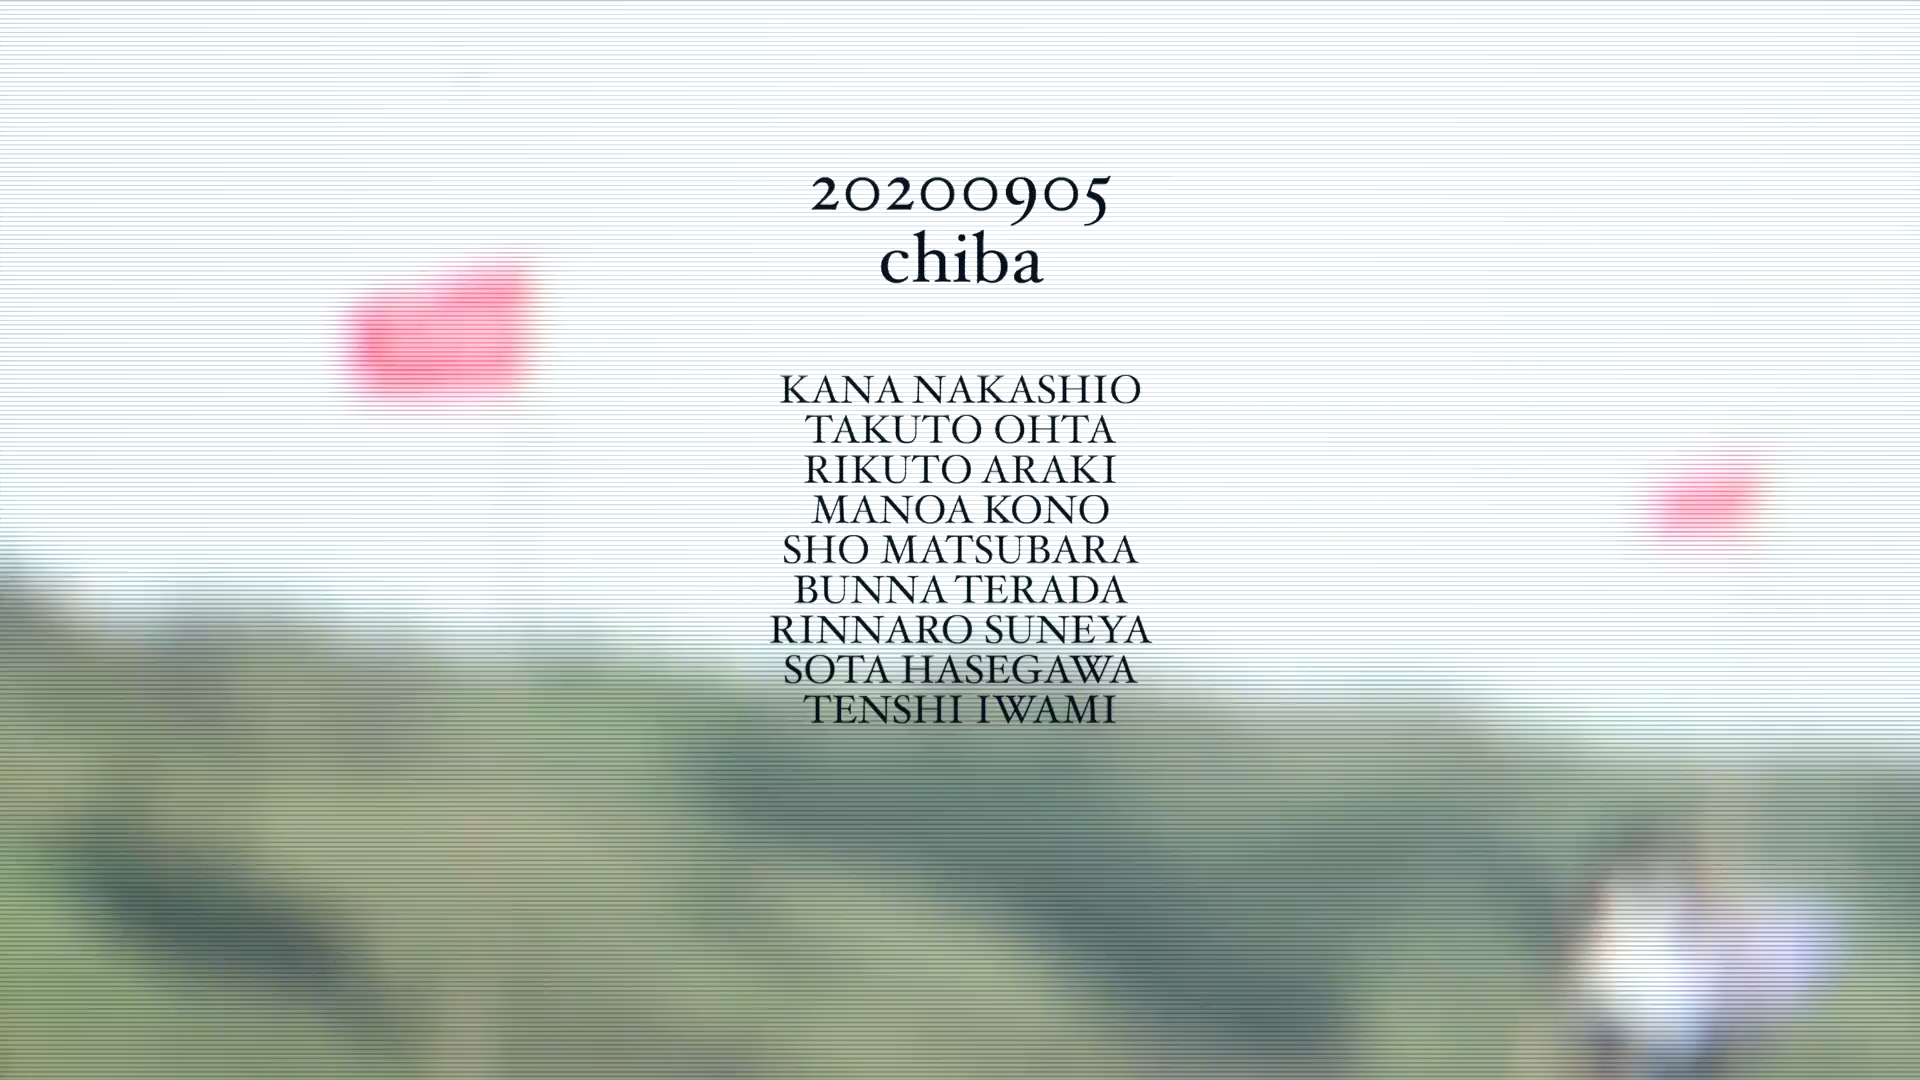 20200905
chiba
KANA NAKASHIO
TAKUTO OHTA
RIKUTO ARAKI
MANOA KONO
SHO MATSUBARA
BUNNA TERADA
RINNARO SUNEYA
SOTA HASEGAWA
TENSHI IWAMI